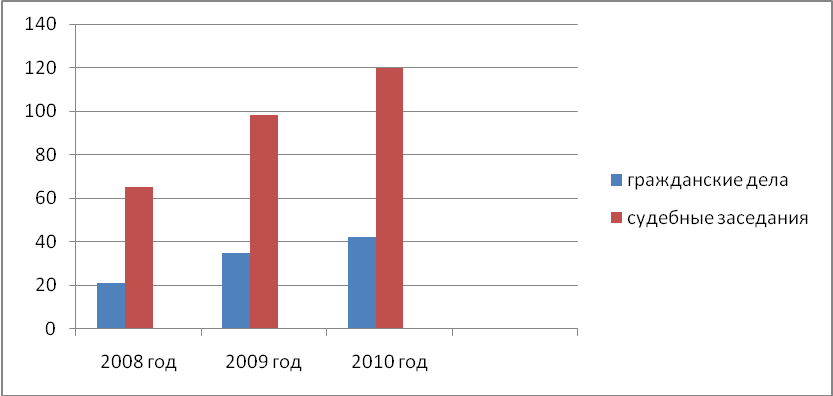 140
120
100
80
60
40
20
0
2008 год
2009 год
2010 год
гражданские дела
судебные заседания